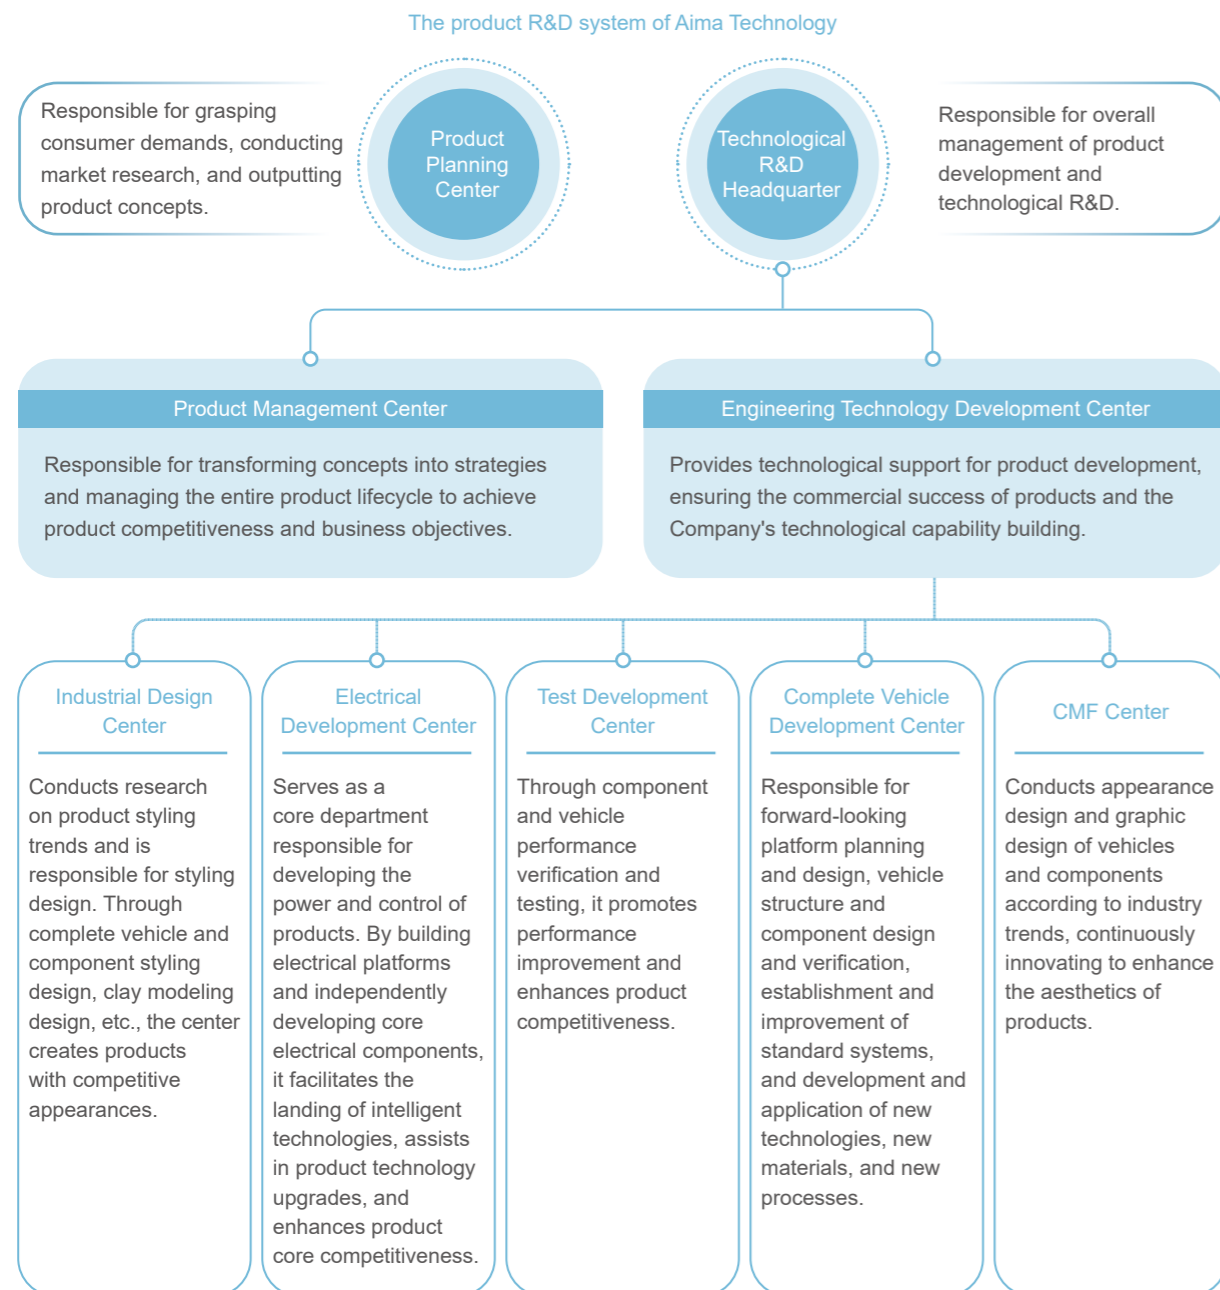 The product R&D system of Aima Technology
Responsible for grasping
consumer demands, conducting
market research, and outputting
product concepts.
Product
Planning
Center
Technological
R&D
Headquarter
Responsible for overall
management of product
development and
technological R&D.
Product Management Center
Responsible for transforming concepts into strategies
and managing the entire product lifecycle to achieve
product competitiveness and business objectives.
Engineering Technology Development Center
Provides technological support for product development,
ensuring the commercial success of products and the
Company's technological capability building.
Industrial Design
Center
Conducts research
on product styling
trends and is
responsible for styling
design. Through
complete vehicle and
component styling
design, clay modeling
design, etc., the center
creates products
with competitive
appearances.
Electrical
Development Center
Serves as a
core department
responsible for
developing the
power and control of
products. By building
electrical platforms
and independently
developing core
electrical components,
it facilitates the
landing of intelligent
technologies, assists
in product technology
upgrades, and
enhances product
core competitiveness.
Test Development
Center
Through component
and vehicle
performance
verification and
testing, it promotes
performance
improvement and
enhances product
competitiveness.
Complete Vehicle
Development Center
Responsible for
forward-looking
platform planning
and design, vehicle
structure and
component design
and verification,
establishment and
improvement of
standard systems,
and development and
application of new
technologies, new
materials, and new
processes.
CMF Center
Conducts appearance
design and graphic
design of vehicles
and components
according to industry
trends, continuously
innovating to enhance
the aesthetics of
products.